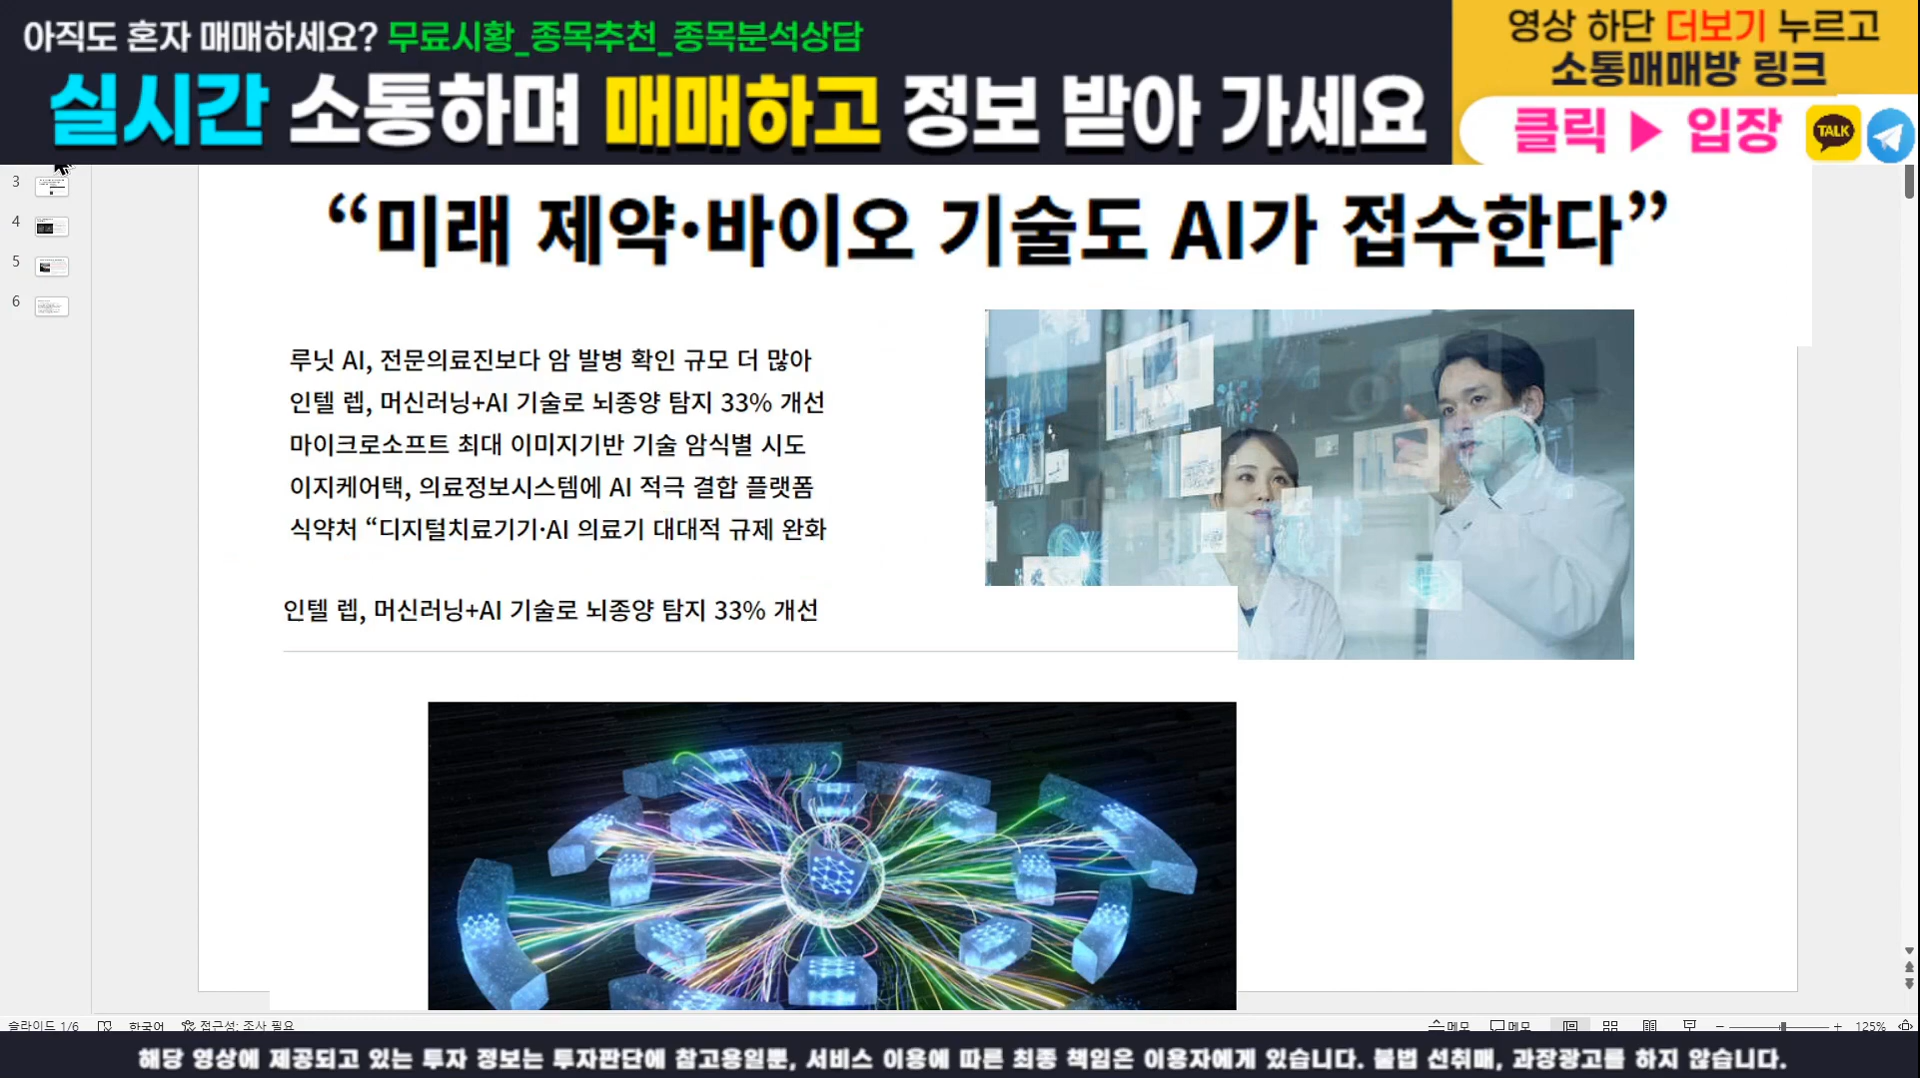 아직도 혼자 매매하세요? 무료시황_종목추천_종목분석상담
실시간 소통하며 매매하고 정보 받아 가세요
영상 하단 더보기 누르고
소통매매방 링크
클릭 ▶ 입장
TALK
3
4
5
6
“미래 제약·바이오 기술도 AI가 접수한다”
루닛 AI, 전문의료진보다 암 발병 확인 규모 더 많아
인텔 렙, 머신러닝+AI 기술로 뇌종양 탐지 33% 개선
마이크로소프트 최대 이미지기반 기술 암식별 시도
이지케어택, 의료정보시스템에 AI 적극 결합 플랫폼
식약처 “디지털치료기기·AI 의료기 대대적 규제 완화
인텔 렙, 머신러닝+AI 기술로 뇌종양 탐지 33% 개선
슬라이드 1/6 한국어 접근성: 조사 필요 메모 메모 125%
해당 영상에 제공되고 있는 투자 정보는 투자판단에 참고용일뿐, 서비스 이용에 따른 최종 책임은 이용자에게 있습니다. 불법 선취매, 과장광고를 하지 않습니다.